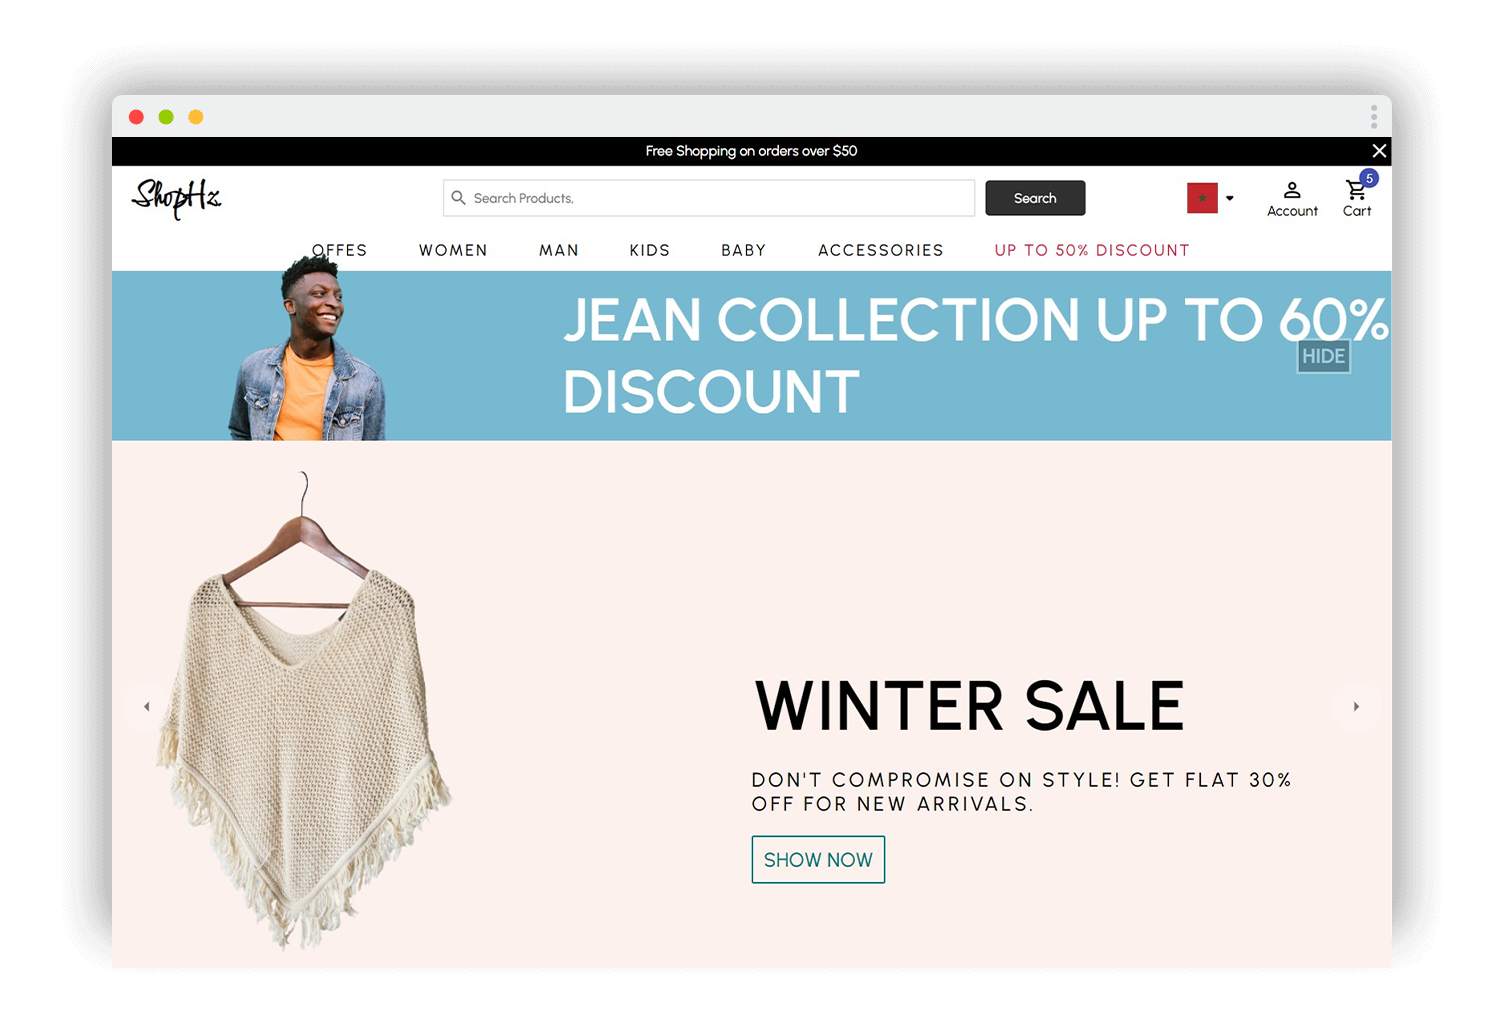 Free Shopping on orders over $50
ShopHz.
Search Products,
Search
5
Account
Cart
OFFES
WOMEN
MAN
KIDS
BABY
ACCESSORIES
UP TO 50% DISCOUNT
JEAN COLLECTION UP TO 60%
DISCOUNT
HIDE
WINTER SALE
DON'T COMPROMISE ON STYLE! GET FLAT 30%
OFF FOR NEW ARRIVALS.
SHOW NOW